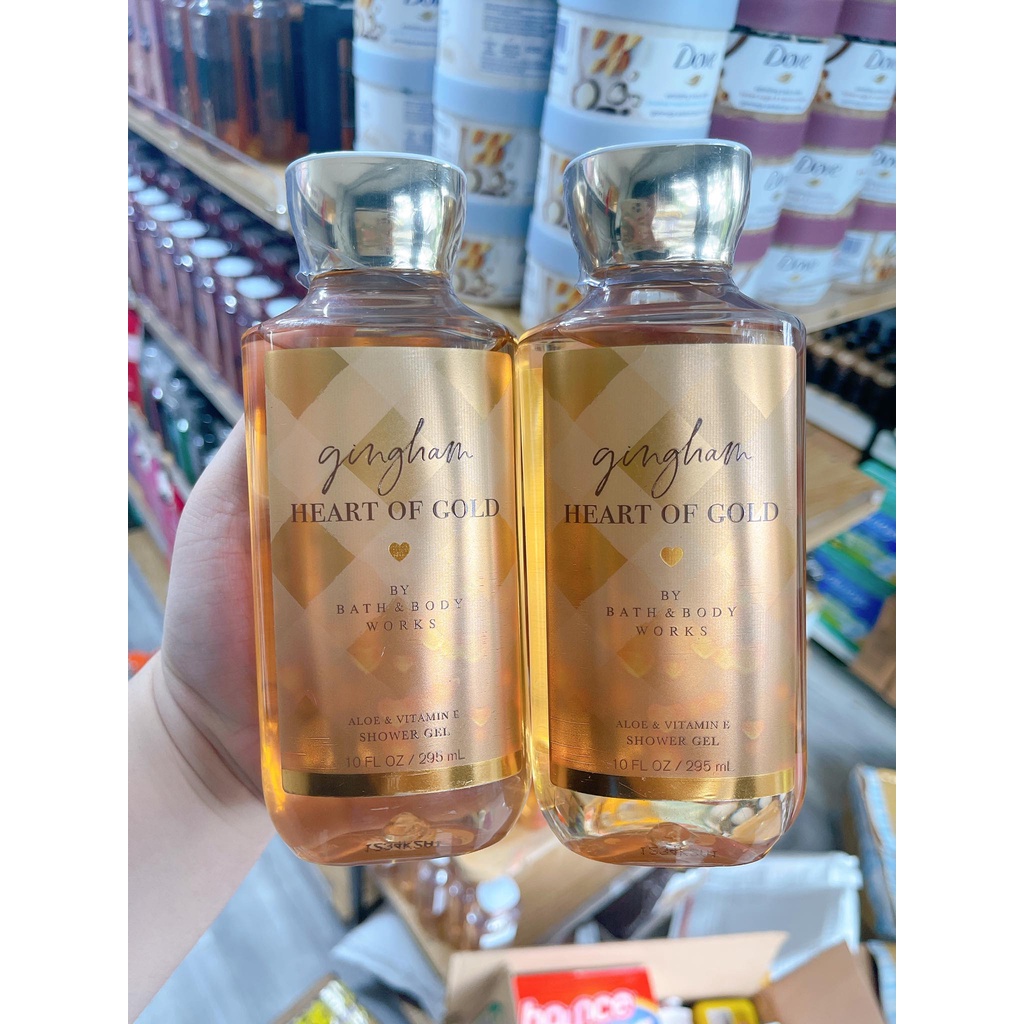 Dove
Dove
Dove
Dove
gingham
HEART OF GOLD
BY
BATH & BODY
WORKS
ALOE & VITAMIN E
SHOWER GEL
10 FL OZ / 295 mL
gingham
HEART OF GOLD
BY
BATH & BODY
WORKS
ALOE & VITAMIN E
SHOWER GEL
10 FL OZ / 295 mL
bounce